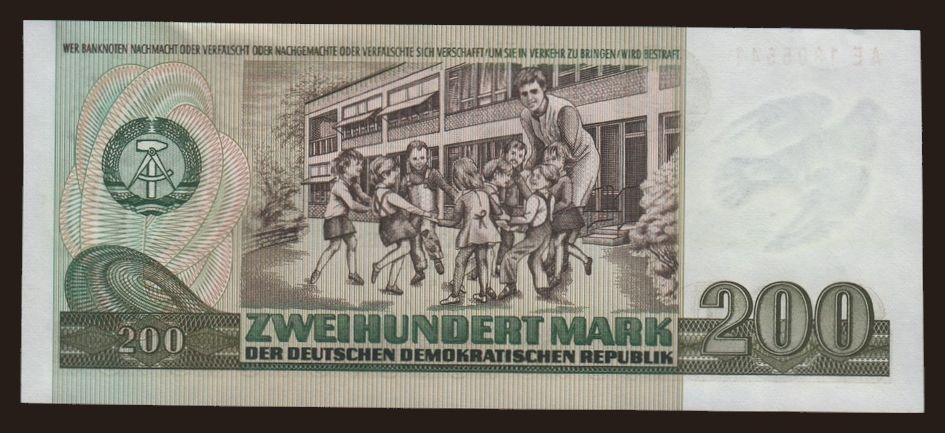 WER BANKNOTEN NACHMACHT ODER VERFÄLSCHT ODER NACHGEMACHTE ODER VERFÄLSCHTE SICH VERSCHAFFT/UM SIE IN VERKEHR ZU BRINGEN/WIRD BESTRAFT
200
ZWEIHUNDERT MARK
DER DEUTSCHEN DEMOKRATISCHEN REPUBLIK
200